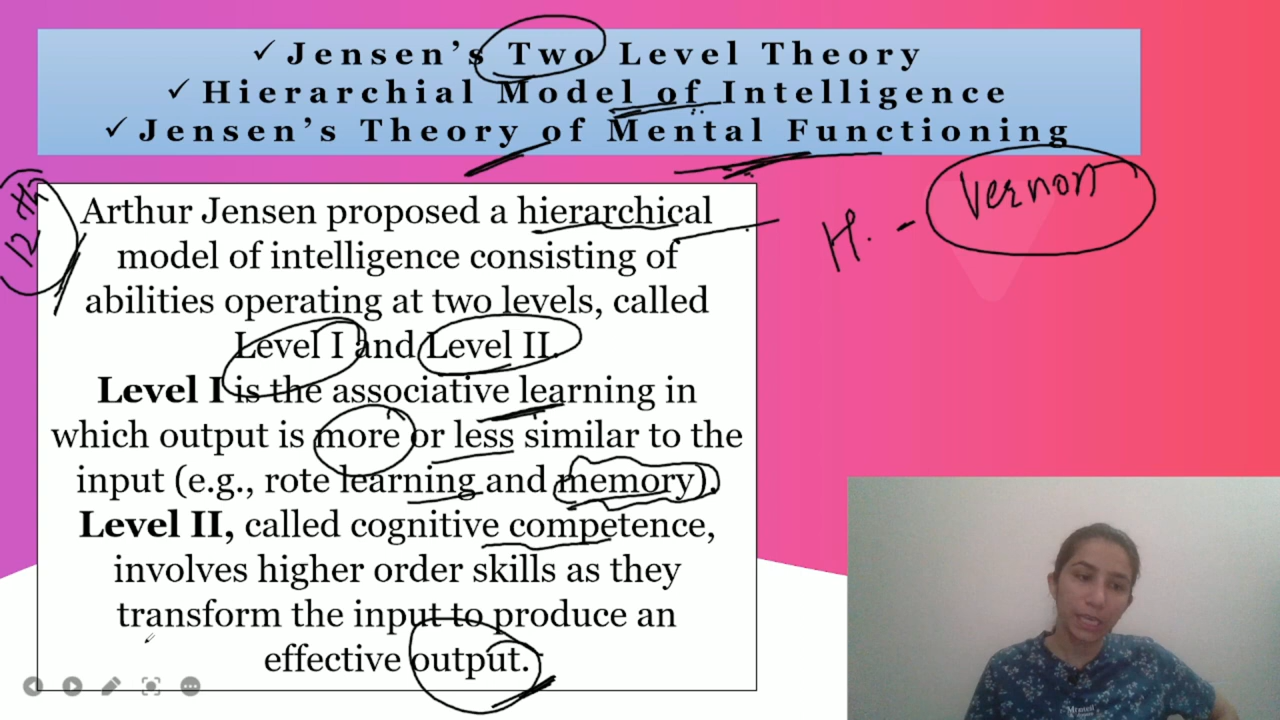 ✓ Jensen's Two Level Theory
✓ Hierarchial Model of Intelligence
✓ Jensen's Theory of Mental Functioning
12th
H. - Vernon
Arthur Jensen proposed a hierarchical
model of intelligence consisting of
abilities operating at two levels, called
Level I and Level II.
Level I is the associative learning in
which output is more or less similar to the
input (e.g., rote learning and memory).
Level II, called cognitive competence,
involves higher order skills as they
transform the input to produce an
effective output.